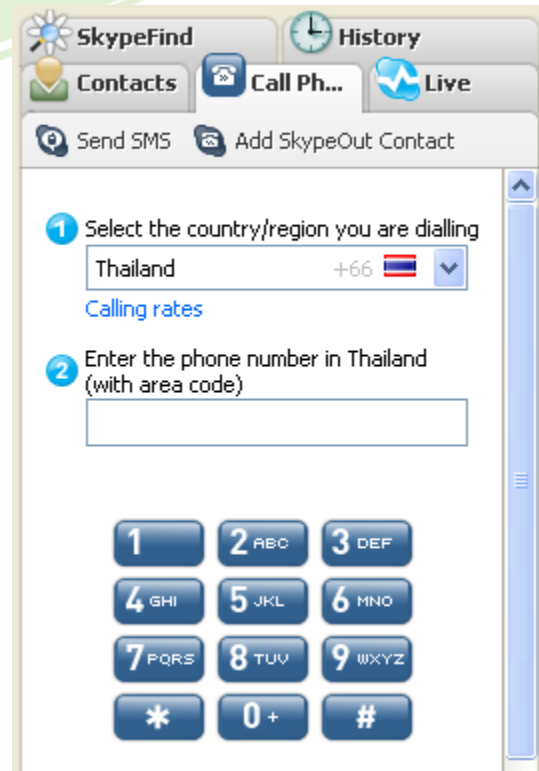 SkypeFind History
Contacts Call Ph... Live
Send SMS Add SkypeOut Contact
1 Select the country/region you are dialling
Thailand +66
Calling rates
2 Enter the phone number in Thailand
(with area code)
1 2 ABC 3 DEF
4 GHI 5 JKL 6 MNO
7 PQRS 8 TUV 9 WXYZ
* 0 + #